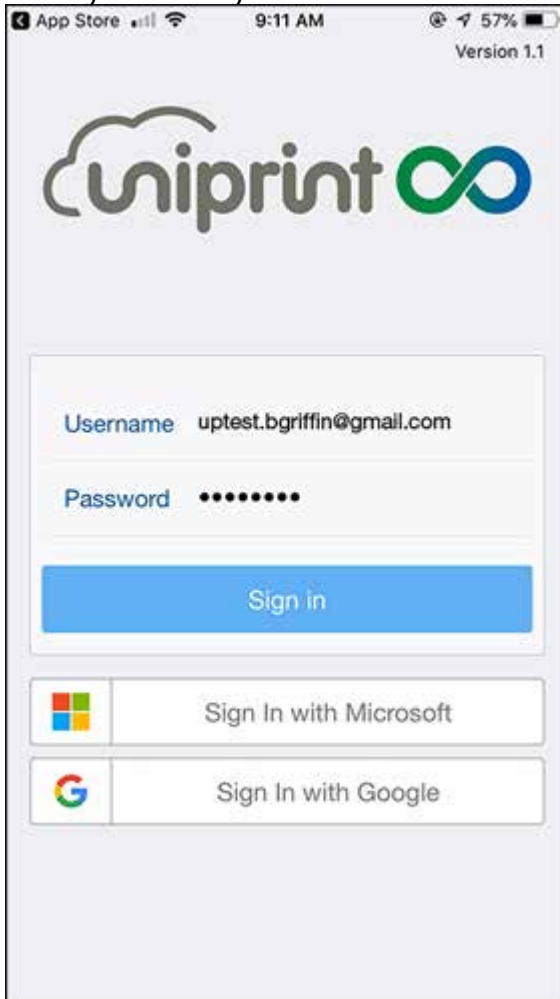 App Store 9:11 AM 57%
Version 1.1
uniprint
Username uptest.bgriffin@gmail.com
Password ••••••••
Sign in
Sign In with Microsoft
G Sign In with Google